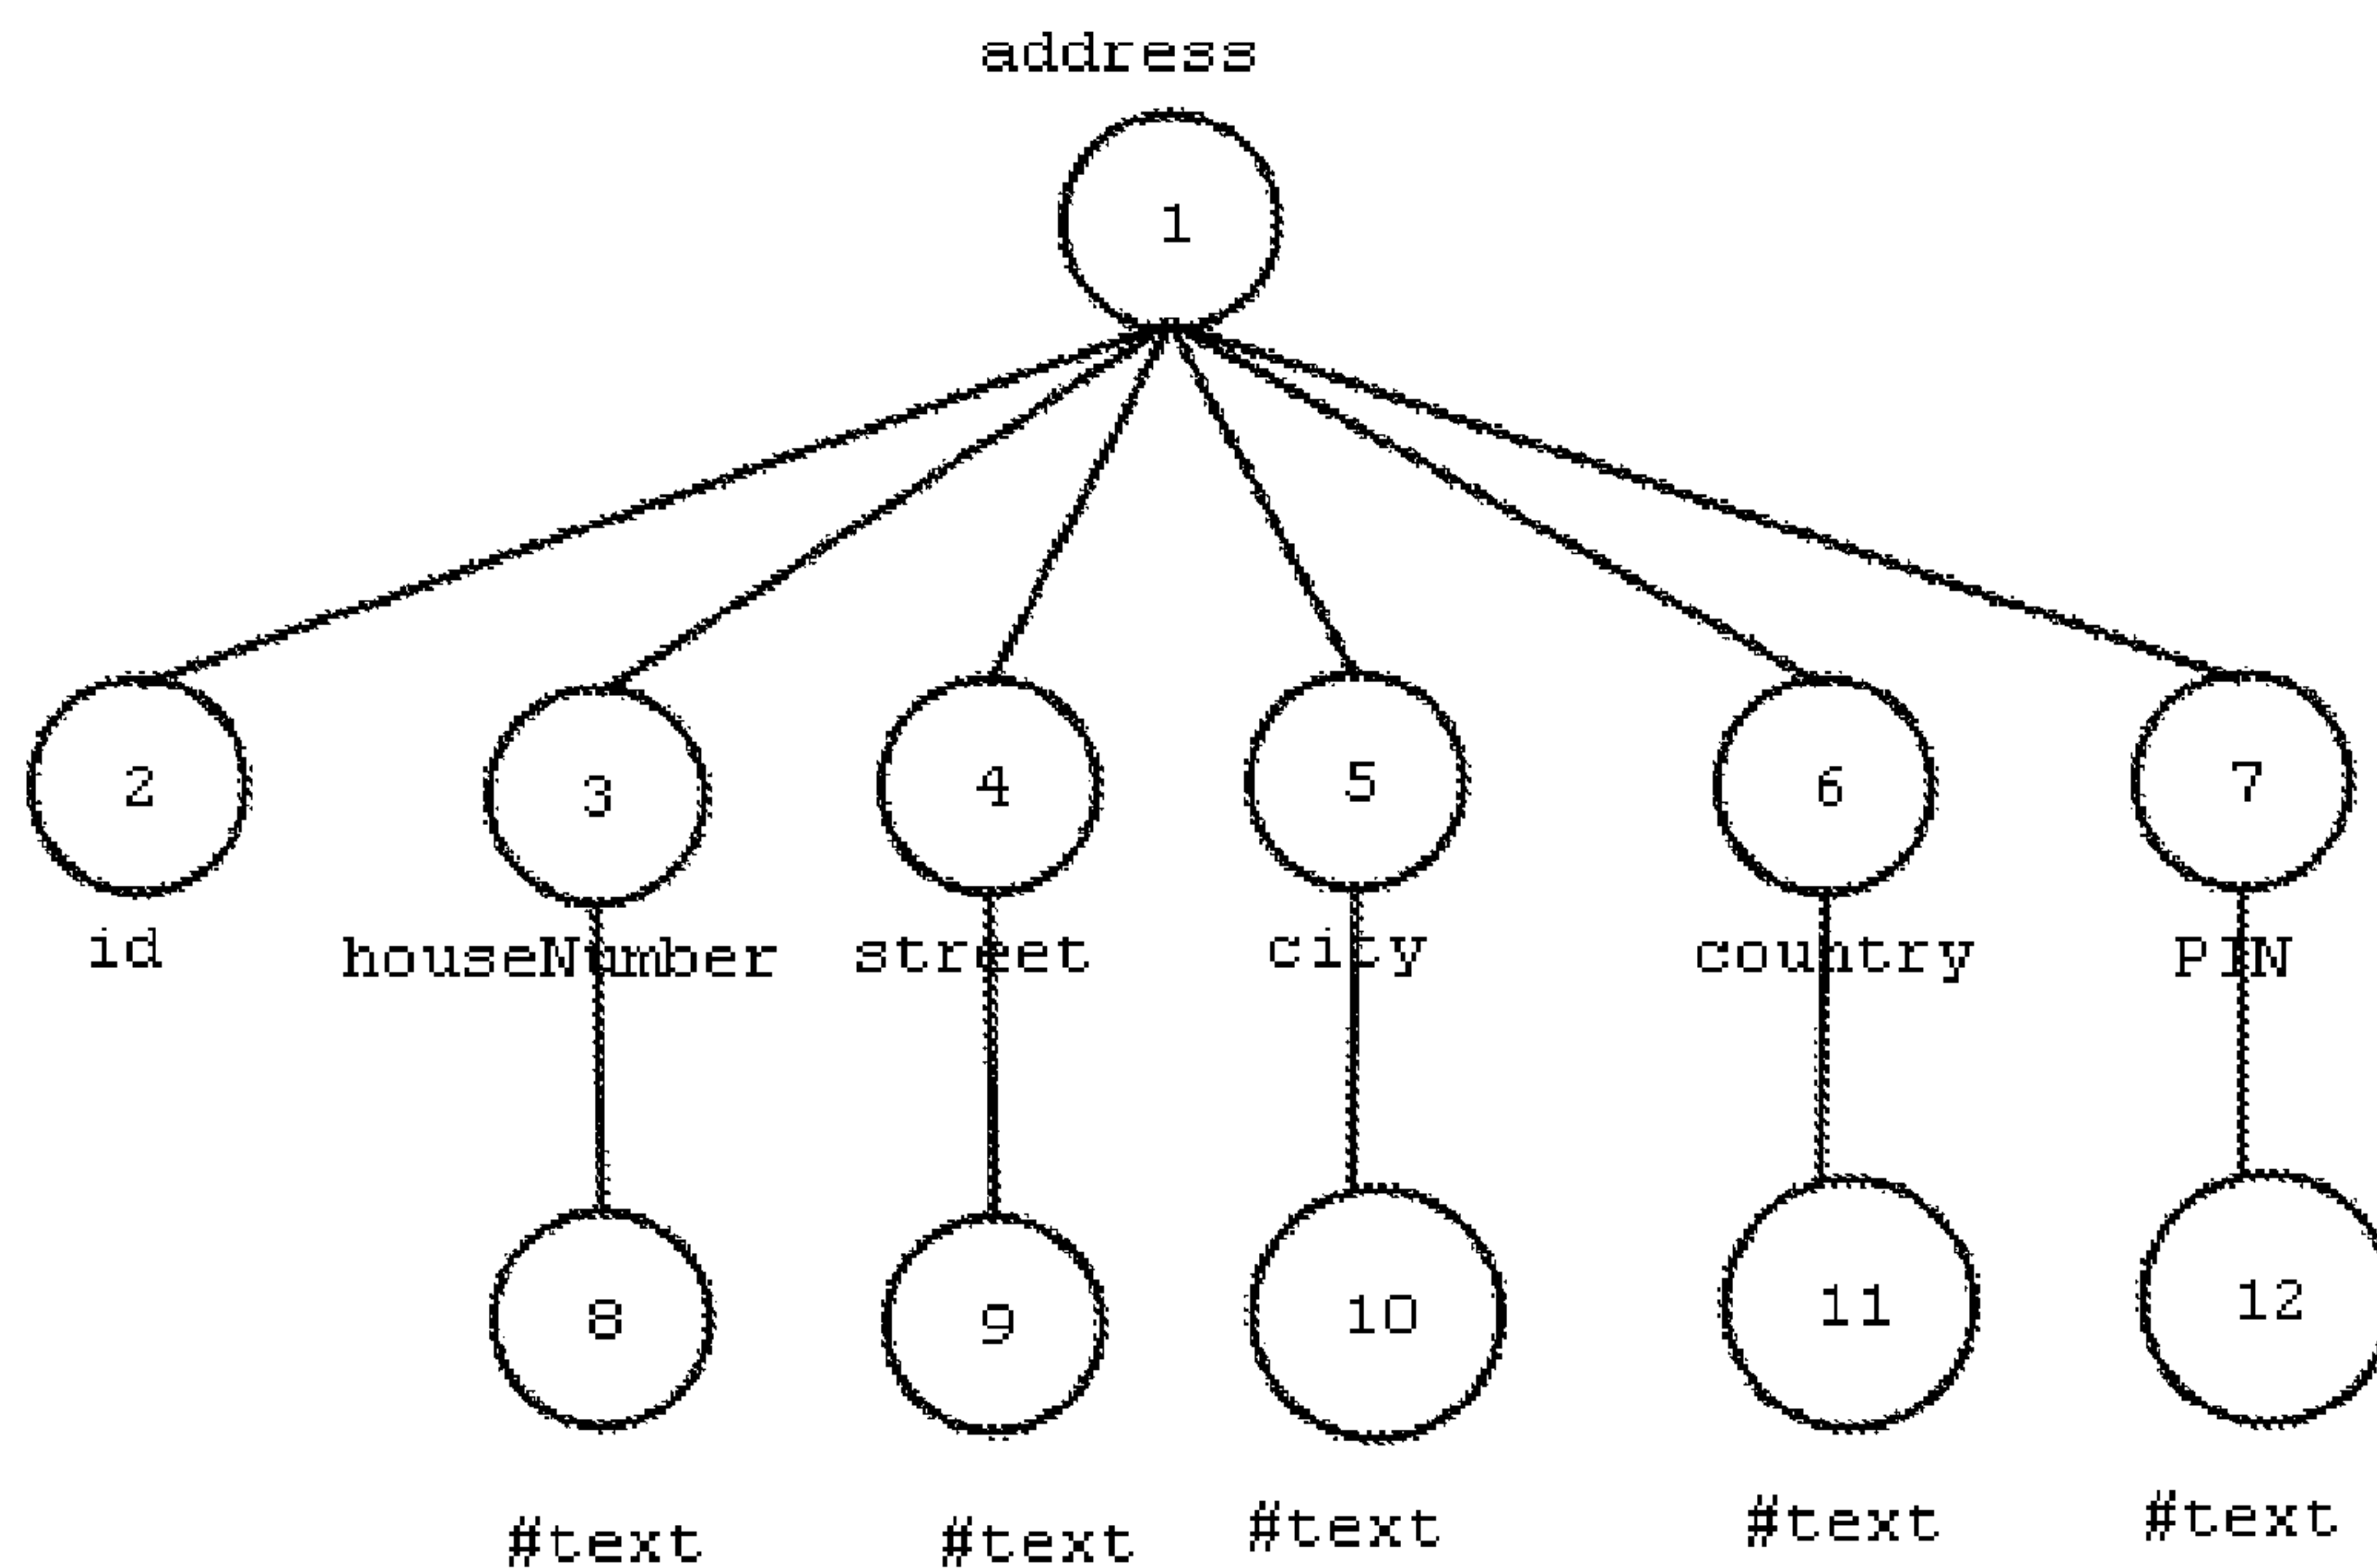 address
1
2 3 4 5 6 7
id houseNumber street city country PIN
8 9 10 11 12
#text #text #text #text #text